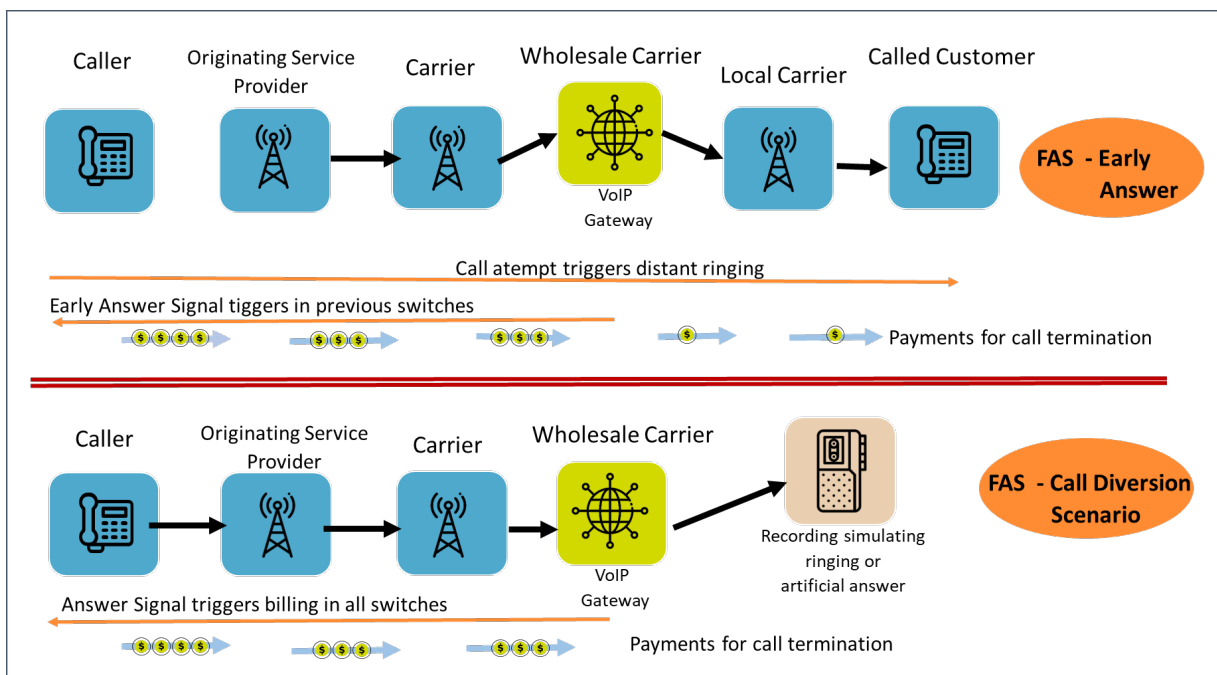 Caller
Originating Service
Provider
Carrier
Wholesale Carrier
Local Carrier
Called Customer
VoIP
Gateway
FAS - Early
Answer
Call atempt triggers distant ringing
Early Answer Signal tiggers in previous switches
$ $ $ $
$ $ $
$ $ $
$
$
Payments for call termination
Caller
Originating Service
Provider
Carrier
Wholesale Carrier
VoIP
Gateway
Recording simulating
ringing or
artificial answer
FAS - Call Diversion
Scenario
Answer Signal triggers billing in all switches
$ $ $ $
$ $ $
$ $ $
Payments for call termination